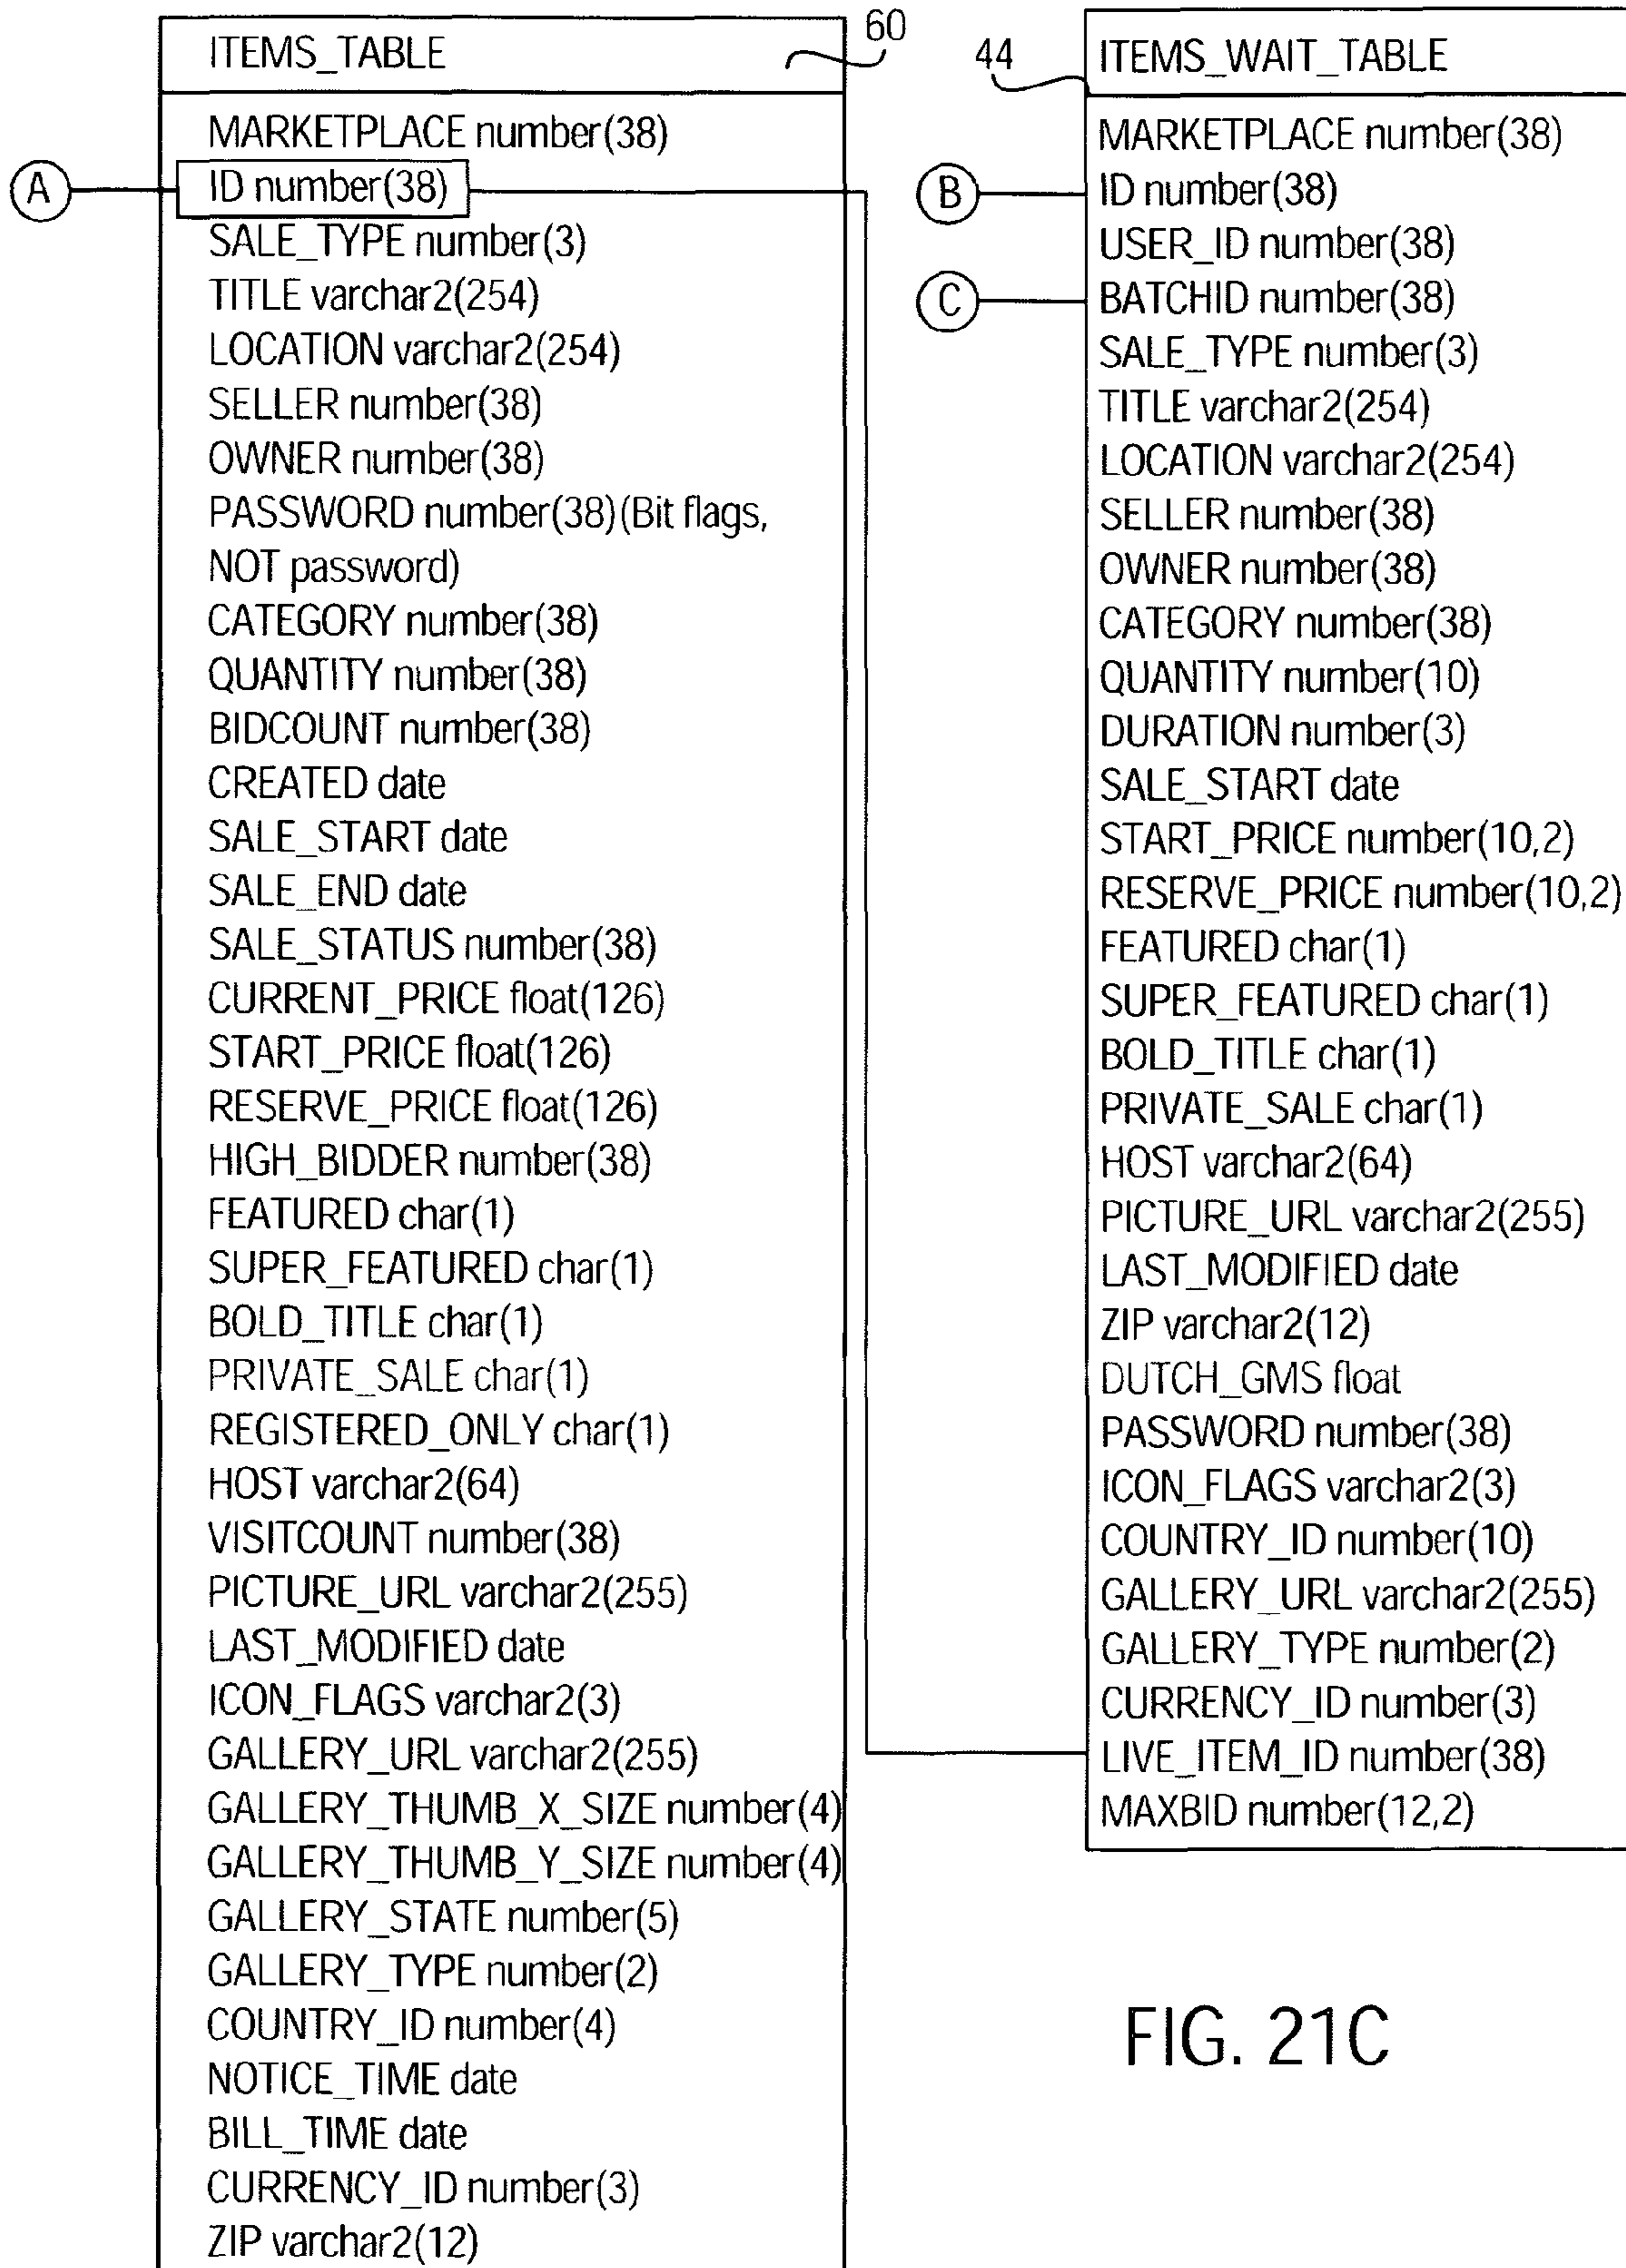 60
ITEMS_TABLE
MARKETPLACE number(38)
A
ID number(38)
SALE_TYPE number(3)
TITLE varchar2(254)
LOCATION varchar2(254)
SELLER number(38)
OWNER number(38)
PASSWORD number(38)(Bit flags,
NOT password)
CATEGORY number(38)
QUANTITY number(38)
BIDCOUNT number(38)
CREATED date
SALE_START date
SALE_END date
SALE_STATUS number(38)
CURRENT_PRICE float(126)
START_PRICE float(126)
RESERVE_PRICE float(126)
HIGH_BIDDER number(38)
FEATURED char(1)
SUPER_FEATURED char(1)
BOLD_TITLE char(1)
PRIVATE_SALE char(1)
REGISTERED_ONLY char(1)
HOST varchar2(64)
VISITCOUNT number(38)
PICTURE_URL varchar2(255)
LAST_MODIFIED date
ICON_FLAGS varchar2(3)
GALLERY_URL varchar2(255)
GALLERY_THUMB_X_SIZE number(4)
GALLERY_THUMB_Y_SIZE number(4)
GALLERY_STATE number(5)
GALLERY_TYPE number(2)
COUNTRY_ID number(4)
NOTICE_TIME date
BILL_TIME date
CURRENCY_ID number(3)
ZIP varchar2(12)
44
ITEMS_WAIT_TABLE
MARKETPLACE number(38)
B
ID number(38)
USER_ID number(38)
C
BATCHID number(38)
SALE_TYPE number(3)
TITLE varchar2(254)
LOCATION varchar2(254)
SELLER number(38)
OWNER number(38)
CATEGORY number(38)
QUANTITY number(10)
DURATION number(3)
SALE_START date
START_PRICE number(10,2)
RESERVE_PRICE number(10,2)
FEATURED char(1)
SUPER_FEATURED char(1)
BOLD_TITLE char(1)
PRIVATE_SALE char(1)
HOST varchar2(64)
PICTURE_URL varchar2(255)
LAST_MODIFIED date
ZIP varchar2(12)
DUTCH_GMS float
PASSWORD number(38)
ICON_FLAGS varchar2(3)
COUNTRY_ID number(10)
GALLERY_URL varchar2(255)
GALLERY_TYPE number(2)
CURRENCY_ID number(3)
LIVE_ITEM_ID number(38)
MAXBID number(12,2)
FIG. 21C